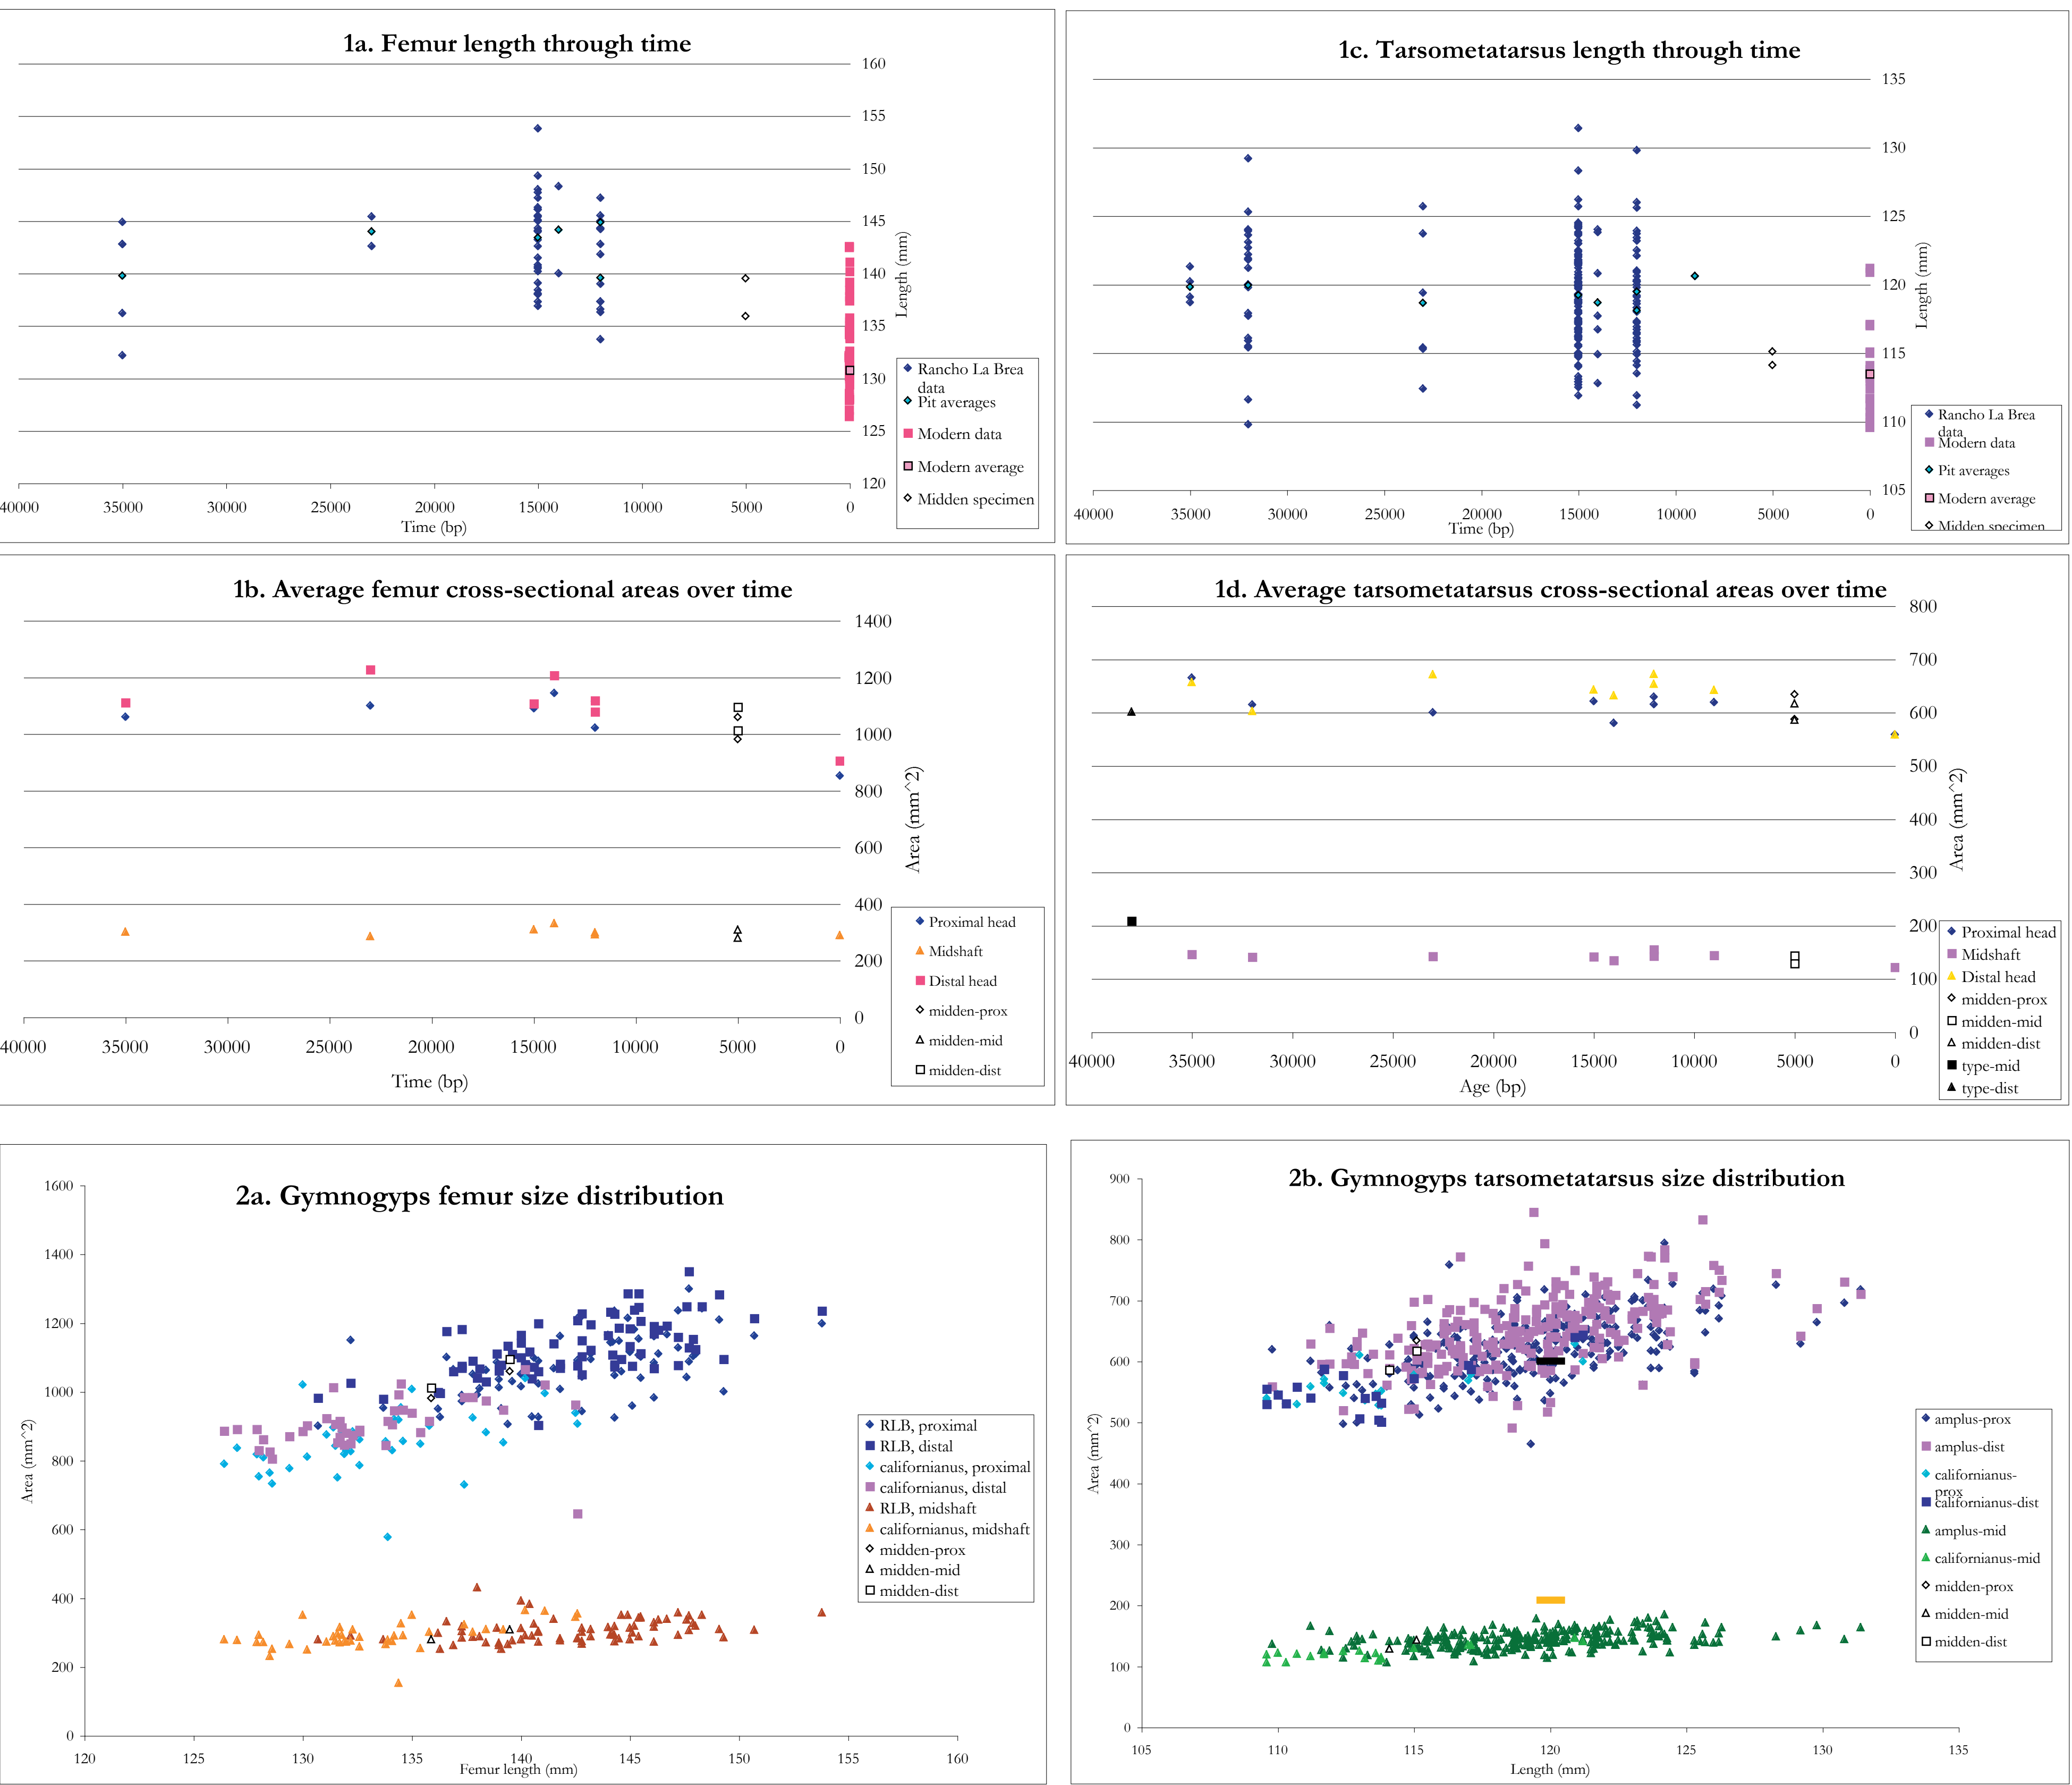 1a. Femur length through time
160
155
150
145
140
135
130
125
120
Length (mm)
40000 35000 30000 25000 20000 15000 10000 5000 0
Time (bp)
Rancho La Brea
data
Pit averages
Modern data
Modern average
Midden specimen
1c. Tarsometatarsus length through time
135
130
125
120
115
110
105
Length (mm)
40000 35000 30000 25000 20000 15000 10000 5000 0
Time (bp)
Rancho La Brea
data
Modern data
Pit averages
Modern average
Midden specimen
1b. Average femur cross-sectional areas over time
1400
1200
1000
800
600
400
200
0
Area (mm^2)
40000 35000 30000 25000 20000 15000 10000 5000 0
Time (bp)
Proximal head
Midshaft
Distal head
midden-prox
midden-mid
midden-dist
1d. Average tarsometatarsus cross-sectional areas over time
800
700
600
500
400
300
200
100
0
Area (mm^2)
40000 35000 30000 25000 20000 15000 10000 5000 0
Age (bp)
Proximal head
Midshaft
Distal head
midden-prox
midden-mid
midden-dist
type-mid
type-dist
2a. Gymnogyps femur size distribution
1600
1400
1200
1000
800
600
400
200
0
Area (mm^2)
120 125 130 135 140 145 150 155 160
Femur length (mm)
RLB, proximal
RLB, distal
californianus, proximal
californianus, distal
RLB, midshaft
californianus, midshaft
midden-prox
midden-mid
midden-dist
2b. Gymnogyps tarsometatarsus size distribution
900
800
700
600
500
400
300
200
100
0
Area (mm^2)
105 110 115 120 125 130 135
Length (mm)
amplus-prox
amplus-dist
californianus-
prox
californianus-dist
amplus-mid
californianus-mid
midden-prox
midden-mid
midden-dist